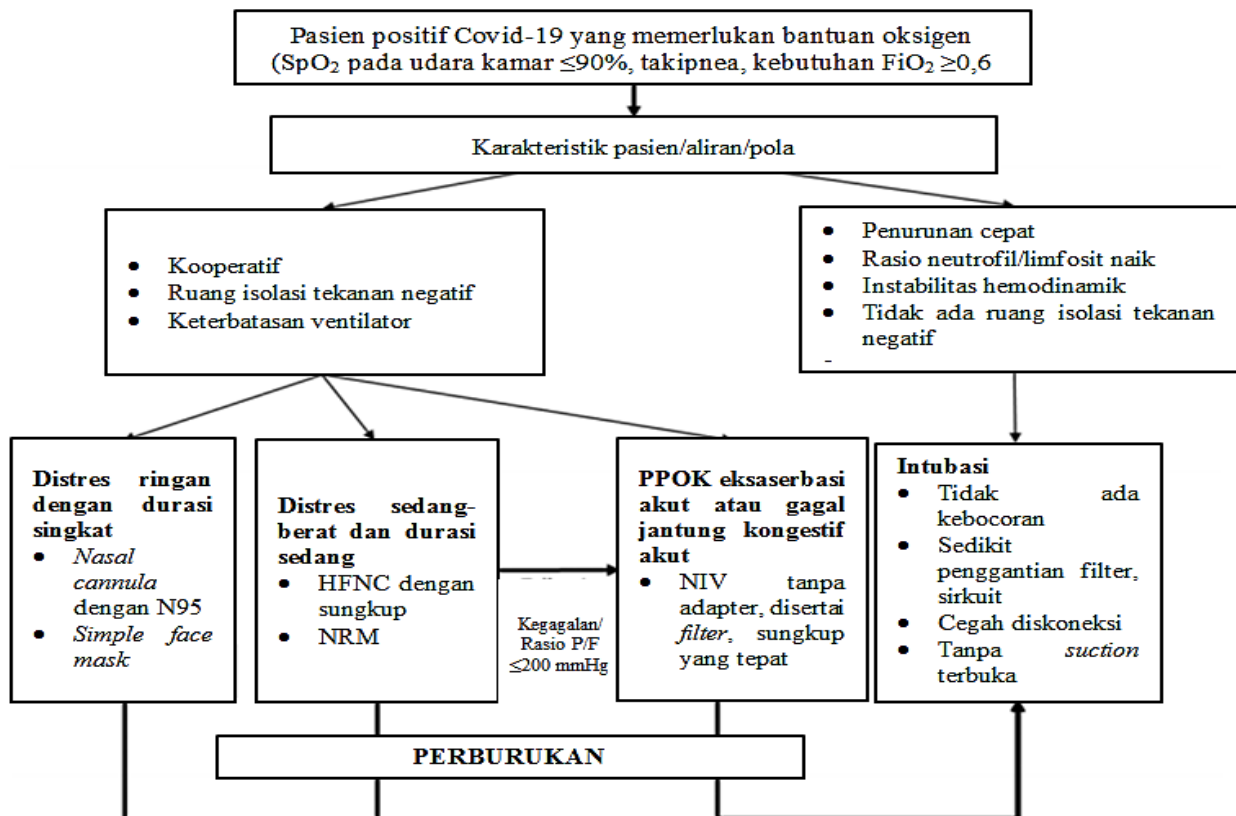 Pasien positif Covid-19 yang memerlukan bantuan oksigen
(SpO₂ pada udara kamar ≤90%, takipnea, kebutuhan FiO₂ ≥0,6
Karakteristik pasien/aliran/pola
• Kooperatif
• Ruang isolasi tekanan negatif
• Keterbatasan ventilator
• Penurunan cepat
• Rasio neutrofil/limfosit naik
• Instabilitas hemodinamik
• Tidak ada ruang isolasi tekanan
negatif
-
Distres ringan
dengan durasi
singkat
• Nasal
cannula
dengan N95
• Simple face
mask
Distres sedang-
berat dan durasi
sedang
• HFNC dengan
sungkup
• NRM
Kegagalan/
Rasio P/F
≤200 mmHg
PPOK eksaserbasi
akut atau gagal
jantung kongestif
akut
• NIV tanpa
adapter, disertai
filter, sungkup
yang tepat
Intubasi
• Tidak ada
kebocoran
• Sedikit
penggantian filter,
sirkuit
• Cegah diskoneksi
• Tanpa suction
terbuka
PERBURUKAN